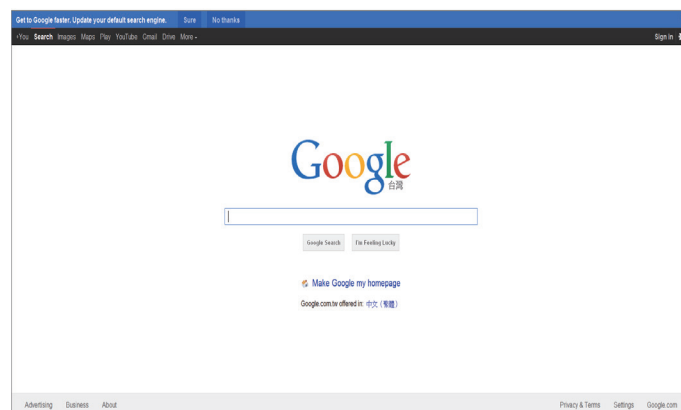 Get to Google faster. Update your default search engine. Sure No thanks
+You Search Images Maps Play YouTube Gmail Drive More Sign in
Google
台灣
Google Search I'm Feeling Lucky
Make Google my homepage
Google.com.tw offered in: 中文（繁體）
Advertising Business About Privacy & Terms Settings Google.com